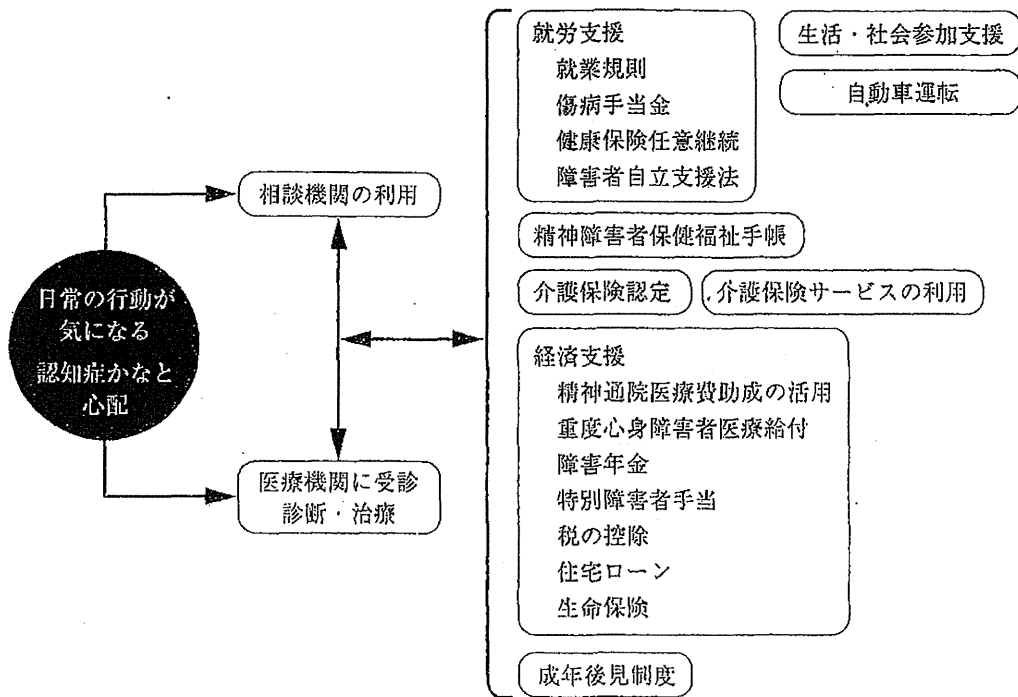 日常の行動が
気になる
認知症かなと
心配
相談機関の利用
医療機関に受診
診断・治療
就労支援
就業規則
傷病手当金
健康保険任意継続
障害者自立支援法
生活・社会参加支援
自動車運転
精神障害者保健福祉手帳
介護保険認定
介護保険サービスの利用
経済支援
精神通院医療費助成の活用
重度心身障害者医療給付
障害年金
特別障害者手当
税の控除
住宅ローン
生命保険
成年後見制度